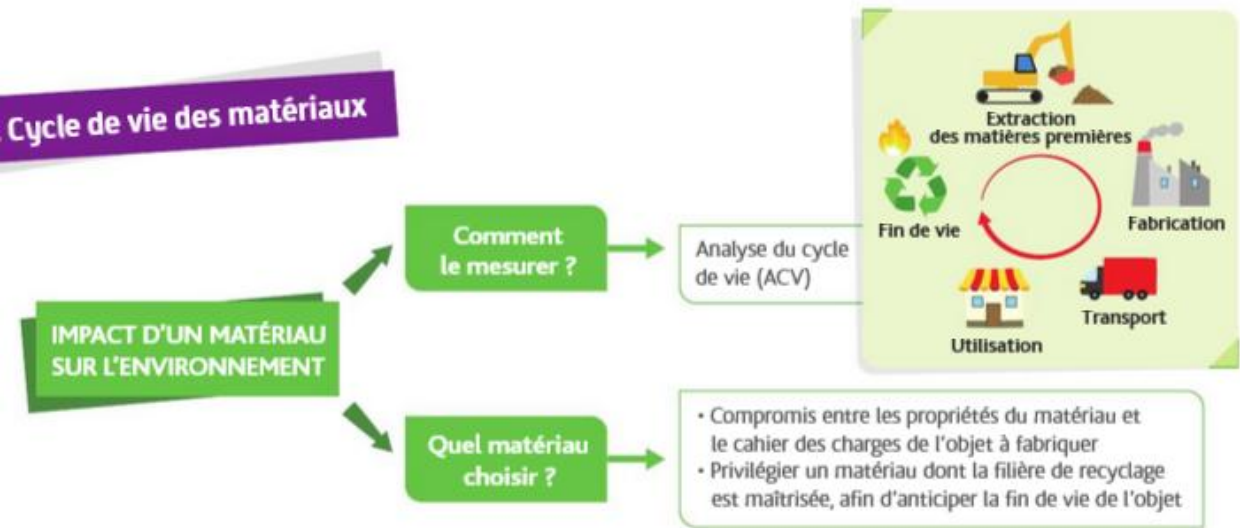 Cycle de vie des matériaux
IMPACT D'UN MATÉRIAU
SUR L'ENVIRONNEMENT
Comment
le mesurer ?
Analyse du cycle
de vie (ACV)
Extraction
des matières premières
Fabrication
Transport
Utilisation
Fin de vie
Quel matériau
choisir ?
• Compromis entre les propriétés du matériau et
le cahier des charges de l'objet à fabriquer
• Privilégier un matériau dont la filière de recyclage
est maîtrisée, afin d'anticiper la fin de vie de l'objet